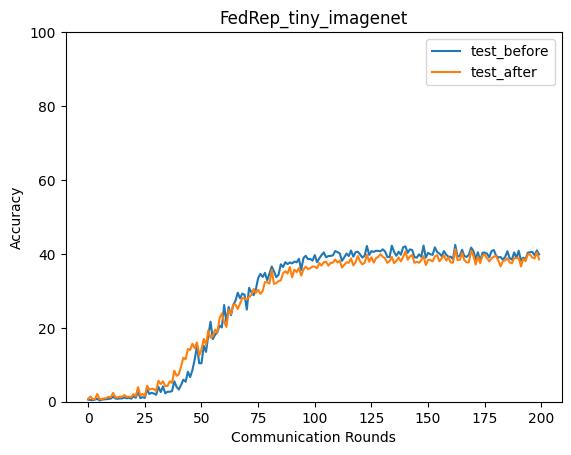 FedRep_tiny_imagenet
test_before
test_after
Accuracy
100
80
60
40
20
0
0 25 50 75 100 125 150 175 200
Communication Rounds